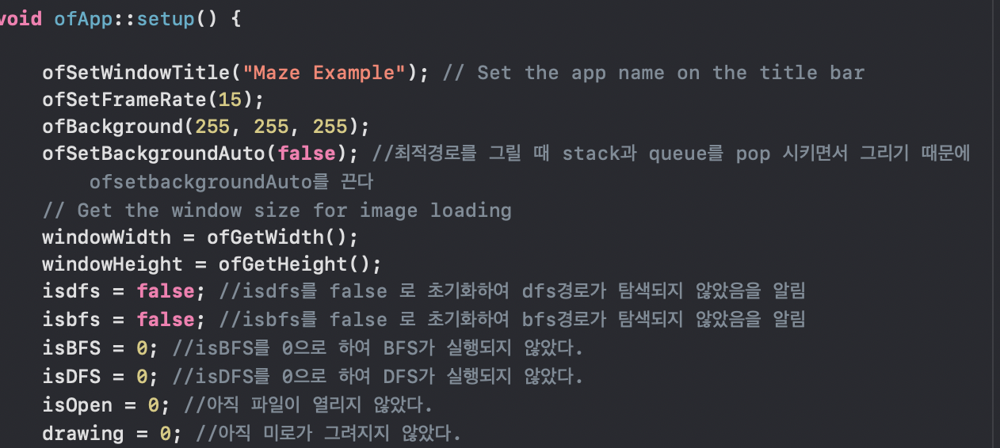 void ofApp::setup() {
ofSetWindowTitle("Maze Example"); // Set the app name on the title bar
ofSetFrameRate(15);
ofBackground(255, 255, 255);
ofSetBackgroundAuto(false); //최적경로를 그릴 때 stack과 queue를 pop 시키면서 그리기 때문에
ofsetbackgroundAuto를 끈다
// Get the window size for image loading
windowWidth = ofGetWidth();
windowHeight = ofGetHeight();
isdfs = false; //isdfs를 false 로 초기화하여 dfs경로가 탐색되지 않았음을 알림
isbfs = false; //isbfs를 false 로 초기화하여 bfs경로가 탐색되지 않았음을 알림
isBFS = 0; //isBFS를 0으로 하여 BFS가 실행되지 않았다.
isDFS = 0; //isDFS를 0으로 하여 DFS가 실행되지 않았다.
isOpen = 0; //아직 파일이 열리지 않았다.
drawing = 0; //아직 미로가 그려지지 않았다.